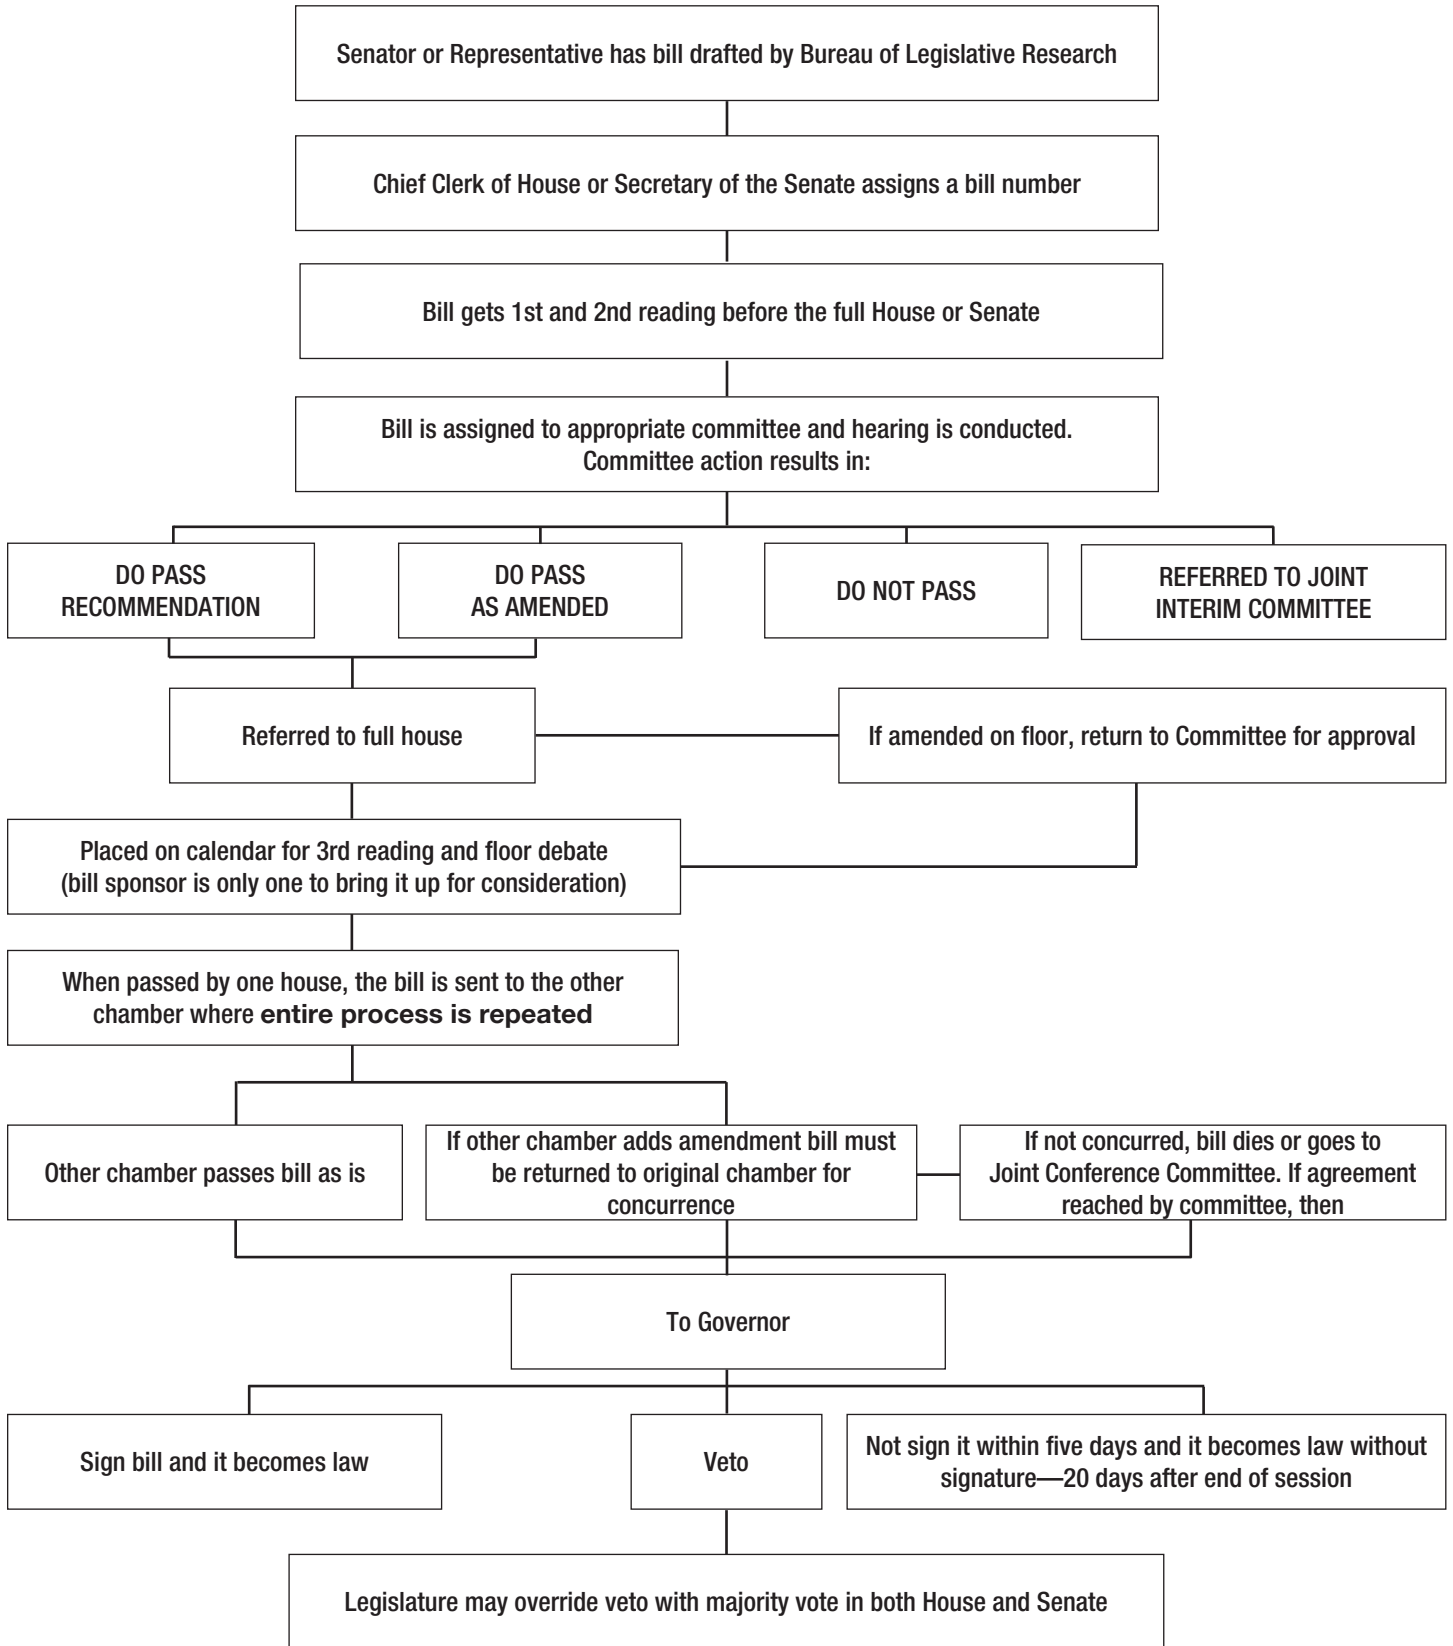 Senator or Representative has bill drafted by Bureau of Legislative Research
Chief Clerk of House or Secretary of the Senate assigns a bill number
Bill gets 1st and 2nd reading before the full House or Senate
Bill is assigned to appropriate committee and hearing is conducted.
Committee action results in:
DO PASS
RECOMMENDATION
DO PASS
AS AMENDED
DO NOT PASS
REFERRED TO JOINT
INTERIM COMMITTEE
Referred to full house
If amended on floor, return to Committee for approval
Placed on calendar for 3rd reading and floor debate
(bill sponsor is only one to bring it up for consideration)
When passed by one house, the bill is sent to the other
chamber where entire process is repeated
Other chamber passes bill as is
If other chamber adds amendment bill must
be returned to original chamber for
concurrence
If not concurred, bill dies or goes to
Joint Conference Committee. If agreement
reached by committee, then
To Governor
Sign bill and it becomes law
Veto
Not sign it within five days and it becomes law without
signature—20 days after end of session
Legislature may override veto with majority vote in both House and Senate